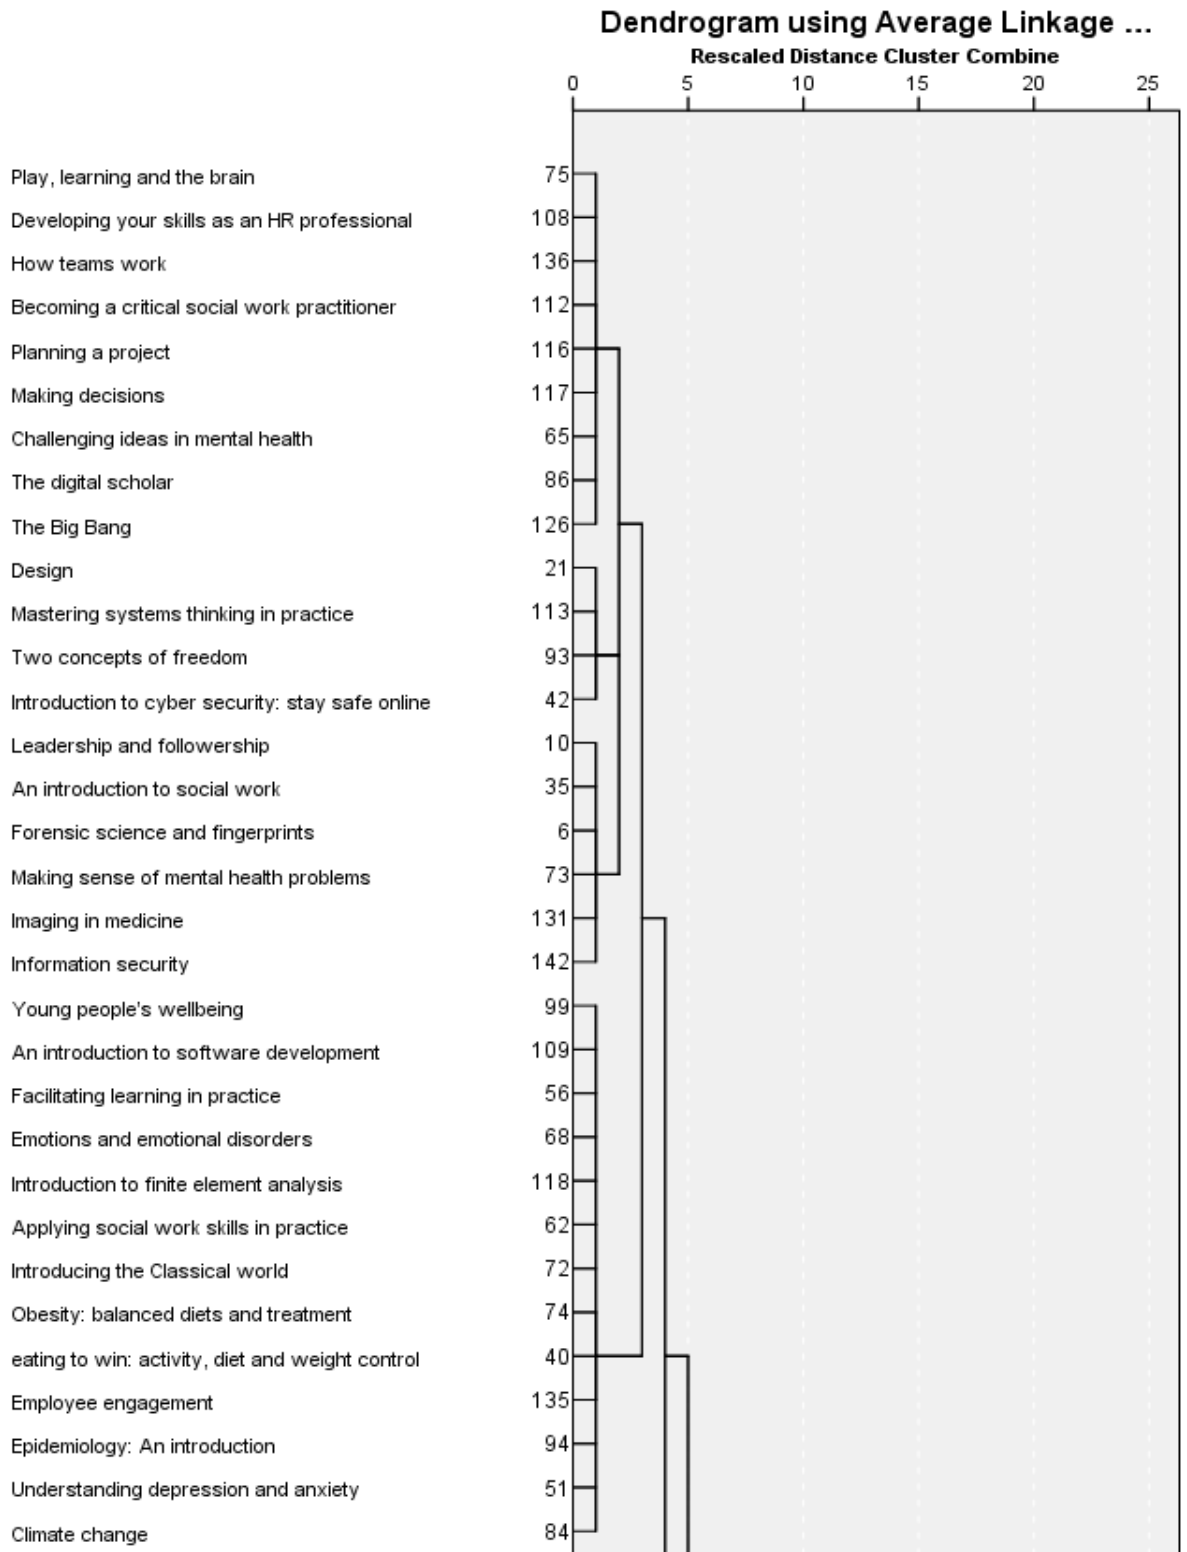 Dendrogram using Average Linkage ...
Rescaled Distance Cluster Combine
0 5 10 15 20 25
Play, learning and the brain 75
Developing your skills as an HR professional 108
How teams work 136
Becoming a critical social work practitioner 112
Planning a project 116
Making decisions 117
Challenging ideas in mental health 65
The digital scholar 86
The Big Bang 126
Design 21
Mastering systems thinking in practice 113
Two concepts of freedom 93
Introduction to cyber security: stay safe online 42
Leadership and followership 10
An introduction to social work 35
Forensic science and fingerprints 6
Making sense of mental health problems 73
Imaging in medicine 131
Information security 142
Young people's wellbeing 99
An introduction to software development 109
Facilitating learning in practice 56
Emotions and emotional disorders 68
Introduction to finite element analysis 118
Applying social work skills in practice 62
Introducing the Classical world 72
Obesity: balanced diets and treatment 74
eating to win: activity, diet and weight control 40
Employee engagement 135
Epidemiology: An introduction 94
Understanding depression and anxiety 51
Climate change 84